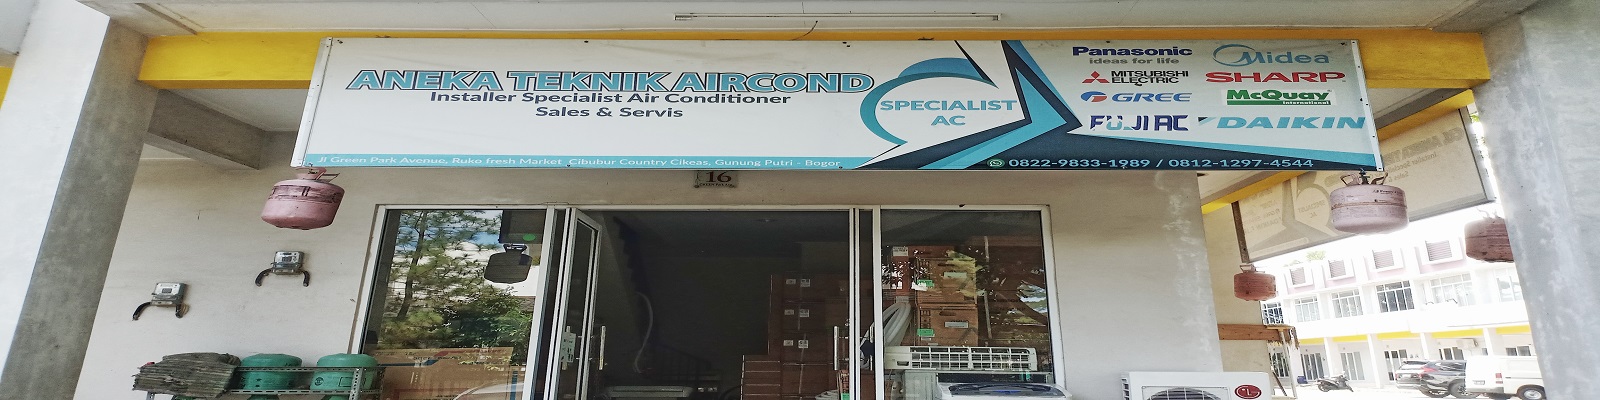 ANEKA TEKNIK AIRCOND
Installer Specialist Air Conditioner
Sales & Servis
Jl Green Park Avenue, Ruko fresh Market Cibubur Country Cikeas, Gunung Putri - Bogor
SPECIALIST
AC
Panasonic
ideas for life
Midea
MITSUBISHI
ELECTRIC
SHARP
GREE
McQuay
International
FUJI AC
DAIKIN
0822-9833-1989 / 0812-1297-4544
16
LG